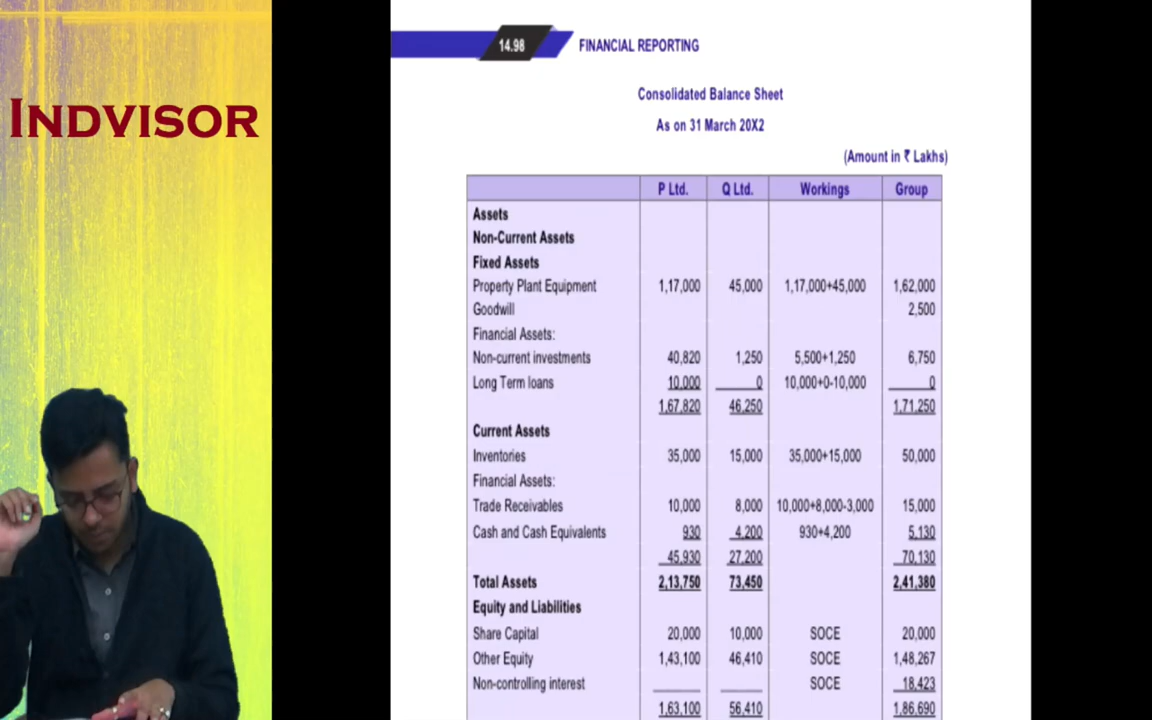 INDVISOR
14.98 FINANCIAL REPORTING
Consolidated Balance Sheet
As on 31 March 20X2
(Amount in ₹ Lakhs)
P Ltd. Q Ltd. Workings Group
Assets
Non-Current Assets
Fixed Assets
Property Plant Equipment 1,17,000 45,000 1,17,000+45,000 1,62,000
Goodwill 2,500
Financial Assets:
Non-current investments 40,820 1,250 5,500+1,250 6,750
Long Term loans 10,000 0 10,000+0-10,000 0
1,67,820 46,250 1,71,250
Current Assets
Inventories 35,000 15,000 35,000+15,000 50,000
Financial Assets:
Trade Receivables 10,000 8,000 10,000+8,000-3,000 15,000
Cash and Cash Equivalents 930 4,200 930+4,200 5,130
45,930 27,200 70,130
Total Assets 2,13,750 73,450 2,41,380
Equity and Liabilities
Share Capital 20,000 10,000 SOCE 20,000
Other Equity 1,43,100 46,410 SOCE 1,48,267
Non-controlling interest SOCE 18,423
1,63,100 56,410 1,86,690